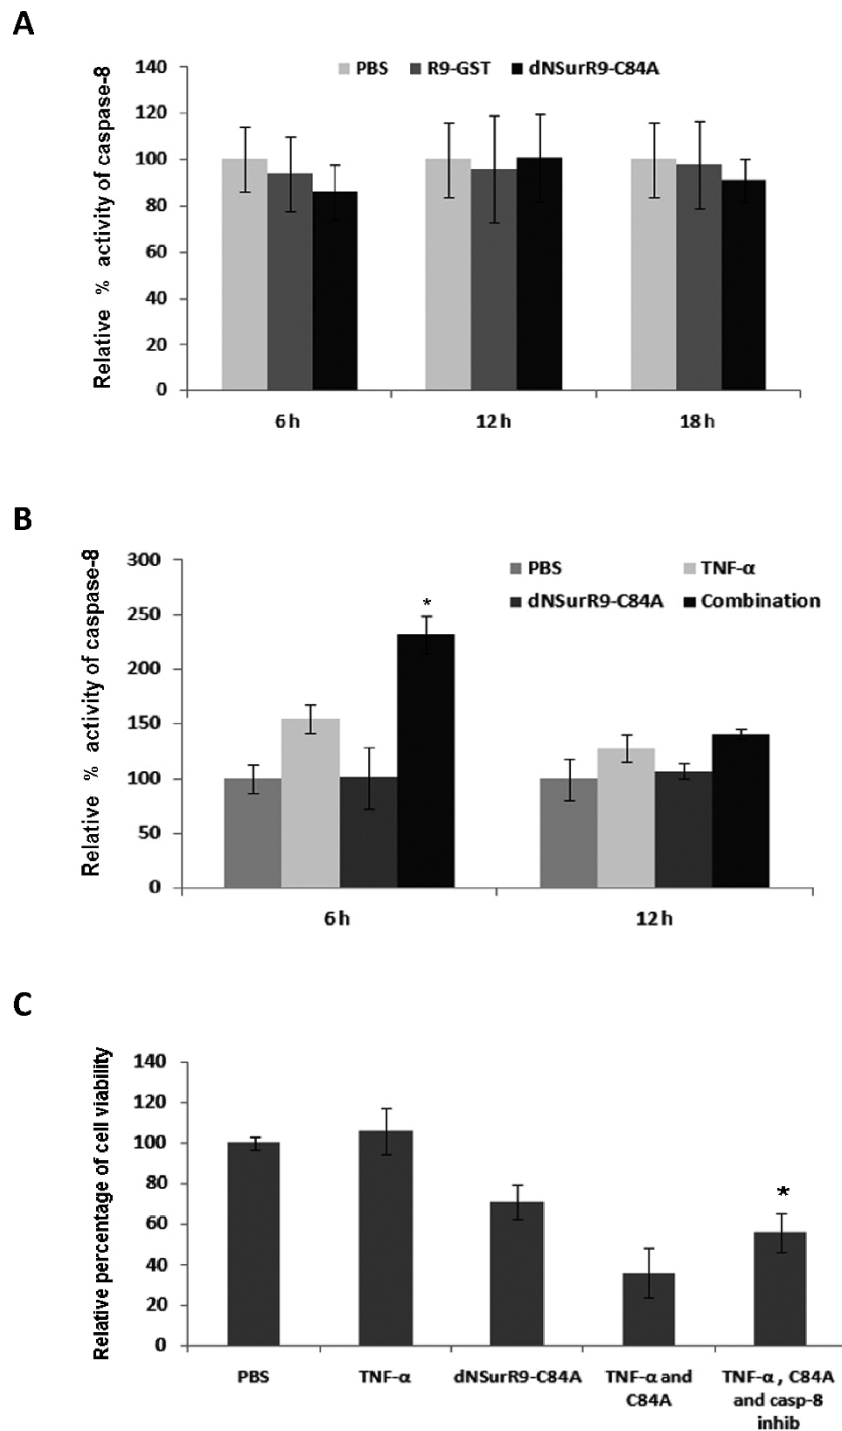 A
Relative % activity of caspase-8
140
120
100
80
60
40
20
0
PBS R9-GST dNSurR9-C84A
6 h 12 h 18 h
B
Relative % activity of caspase-8
300
250
200
150
100
50
0
PBS TNF-α
dNSurR9-C84A Combination
*
6 h 12 h
C
Relative percentage of cell viability
140
120
100
80
60
40
20
0
*
PBS TNF-α dNSurR9-C84A TNF-α and TNF-α , C84A
C84A and casp-8
inhib